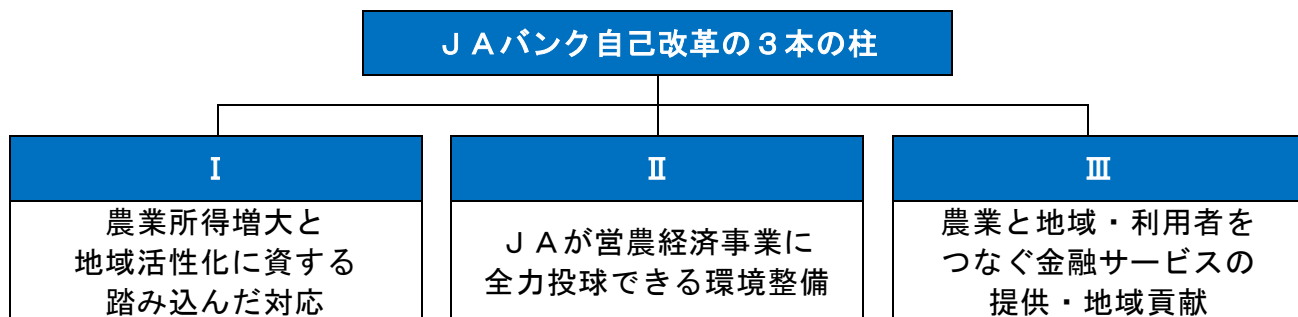 JAバンク自己改革の3本の柱
Ⅰ
農業所得増大と
地域活性化に資する
踏み込んだ対応
Ⅱ
JAが営農経済事業に
全力投球できる環境整備
Ⅲ
農業と地域・利用者を
つなぐ金融サービスの
提供・地域貢献